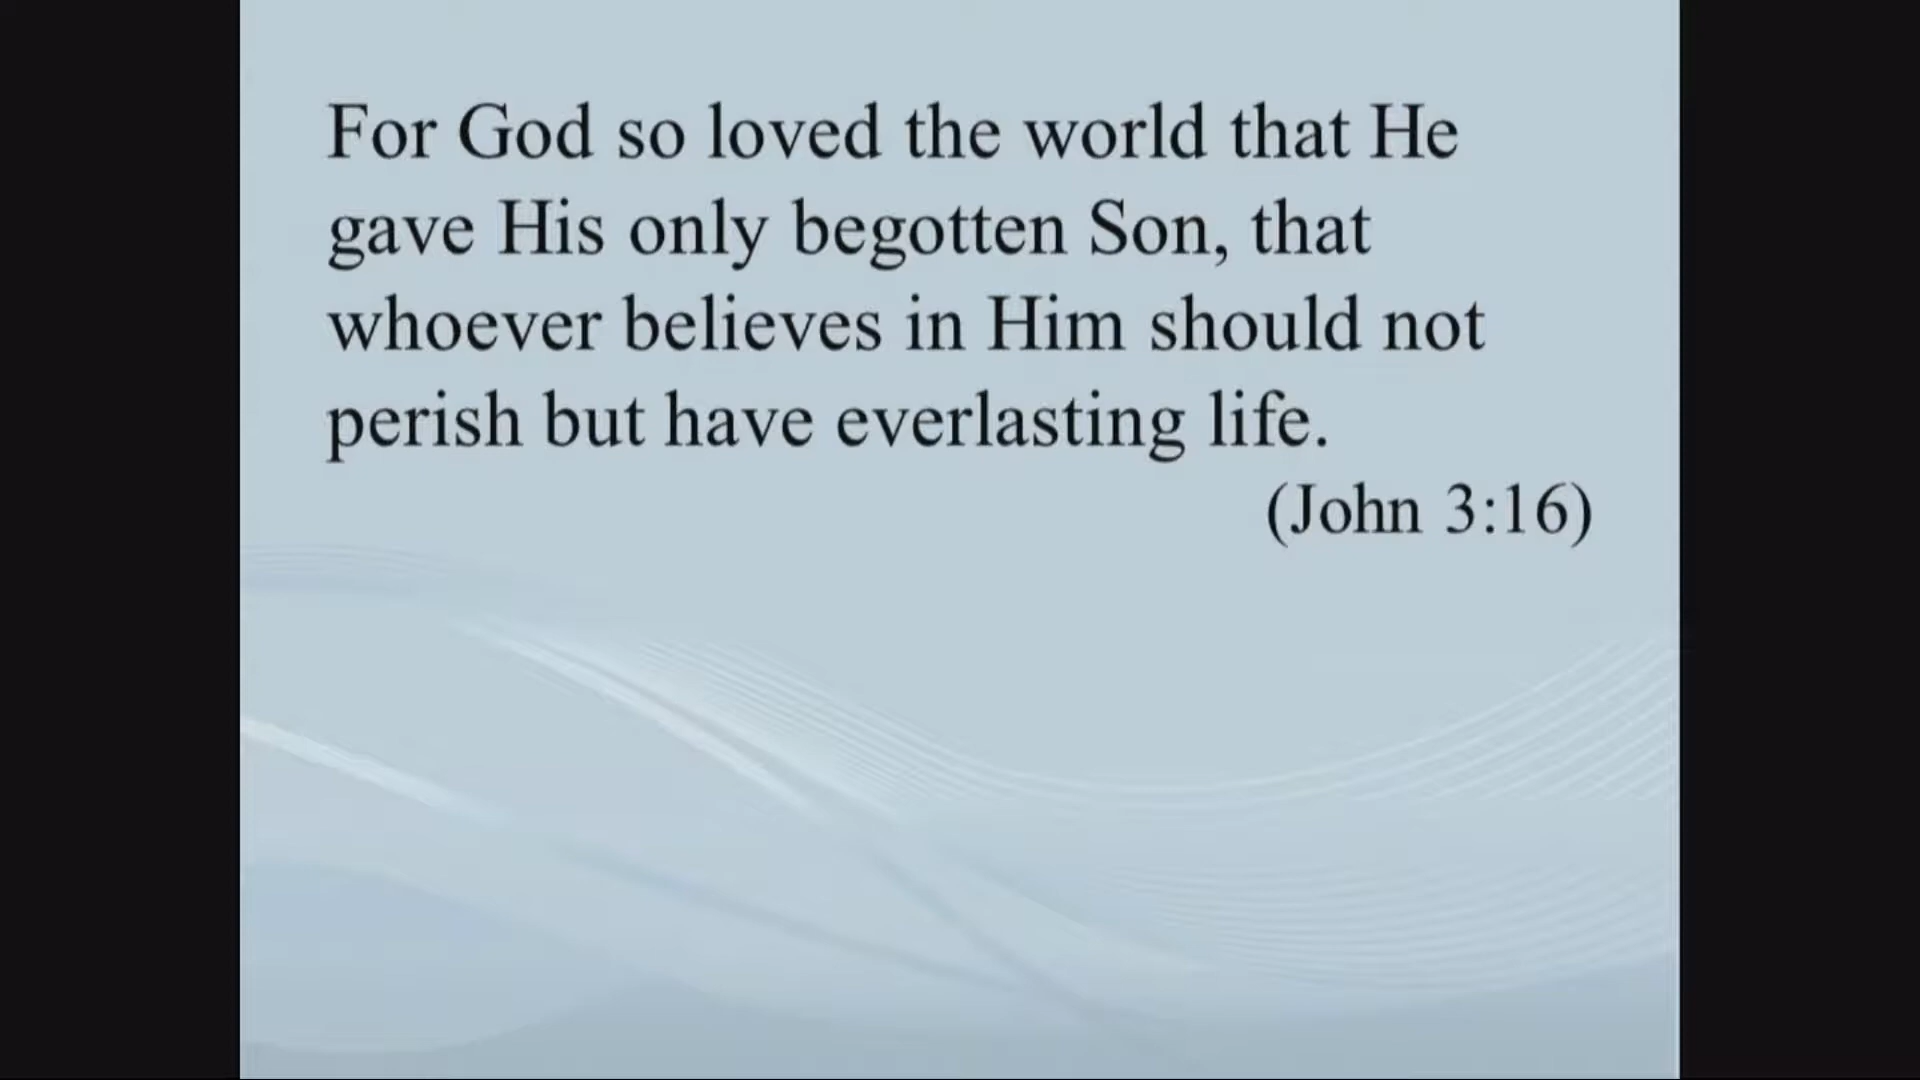 For God so loved the world that He
gave His only begotten Son, that
whoever believes in Him should not
perish but have everlasting life.
(John 3:16)